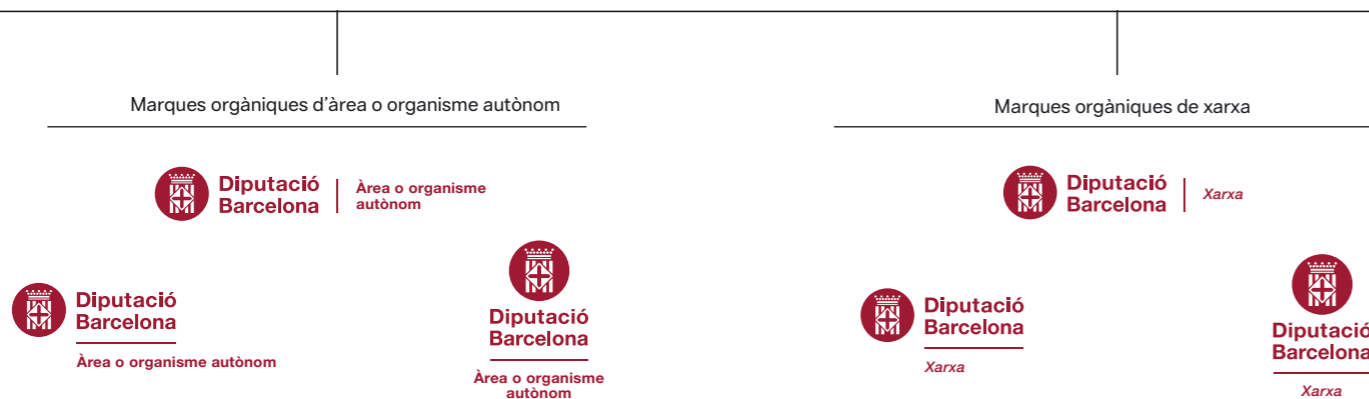 Marques orgàniques d'àrea o organisme autònom
Diputació
Barcelona
Àrea o organisme
autònom
Diputació
Barcelona
Àrea o organisme autònom
Diputació
Barcelona
Àrea o organisme
autònom
Marques orgàniques de xarxa
Diputació
Barcelona
Xarxa
Diputació
Barcelona
Xarxa
Diputació
Barcelona
Xarxa